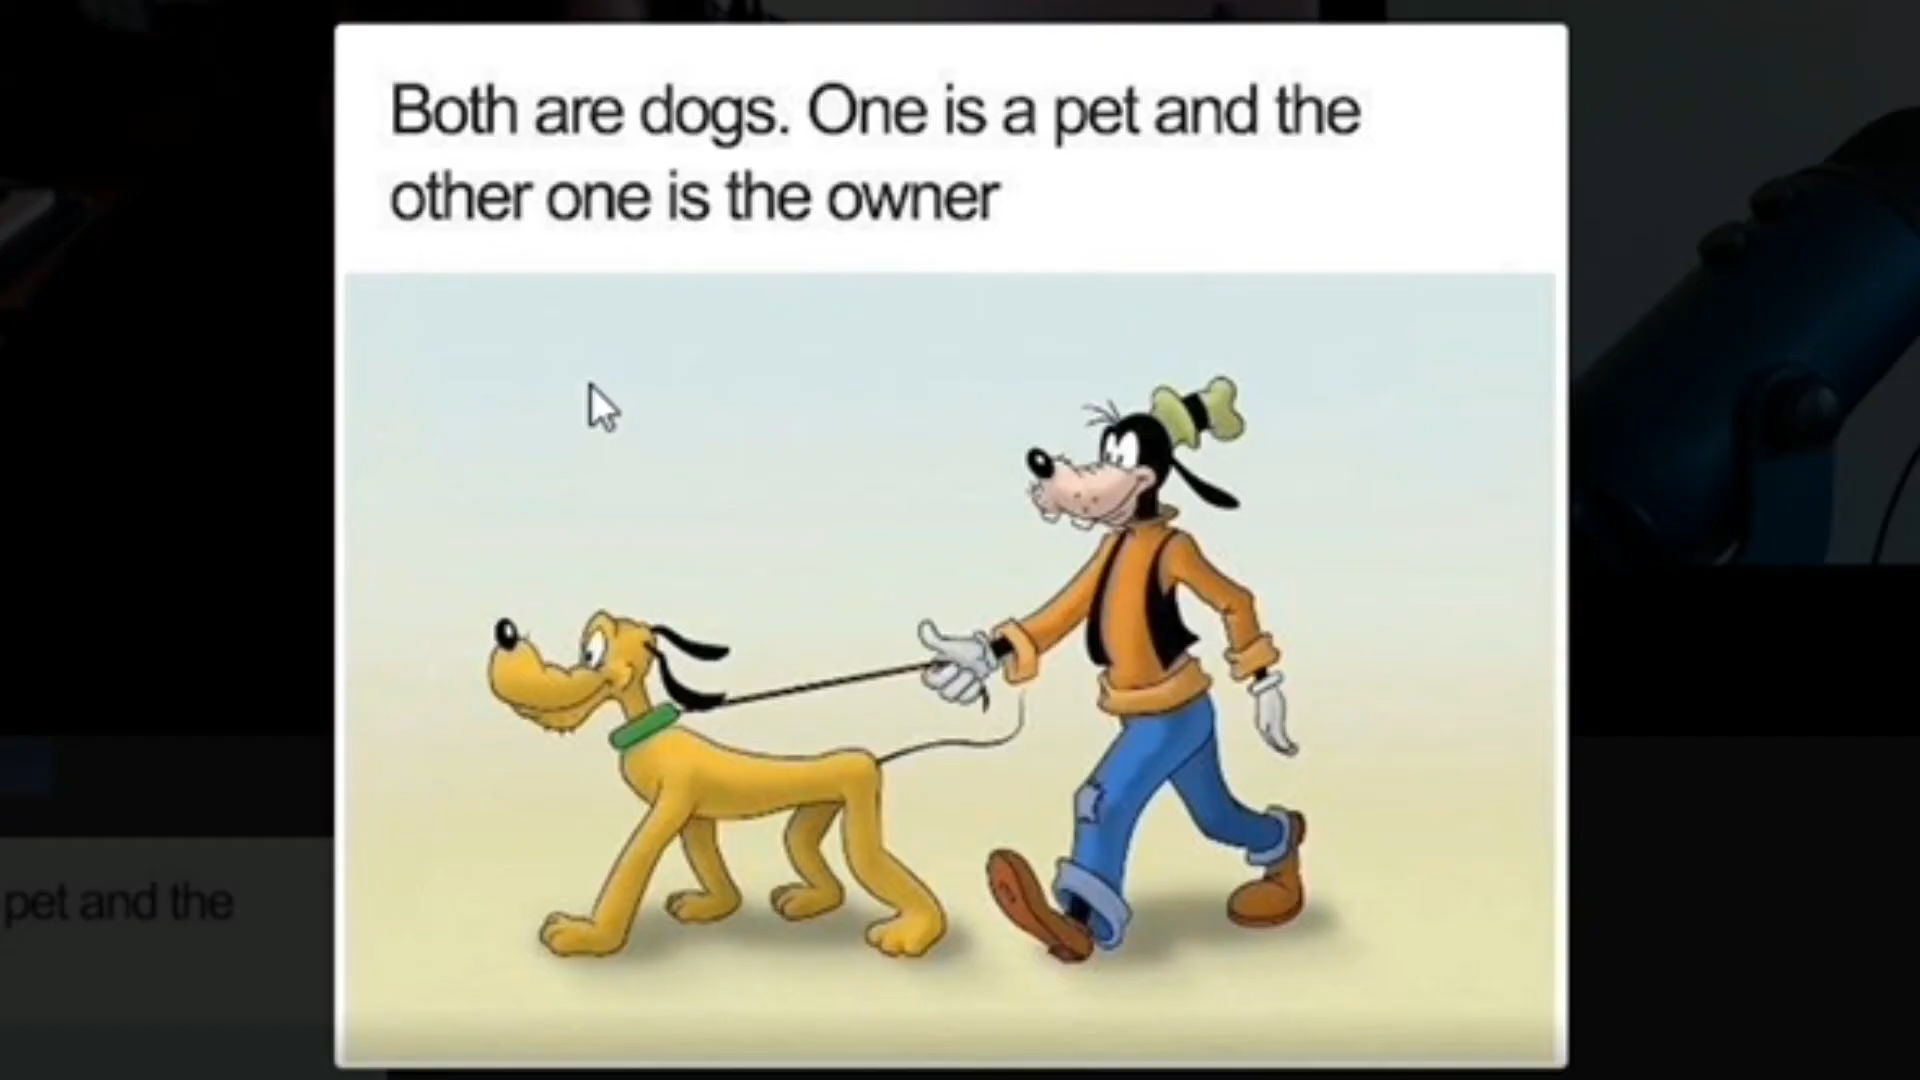 Both are dogs. One is a pet and the
other one is the owner
pet and the